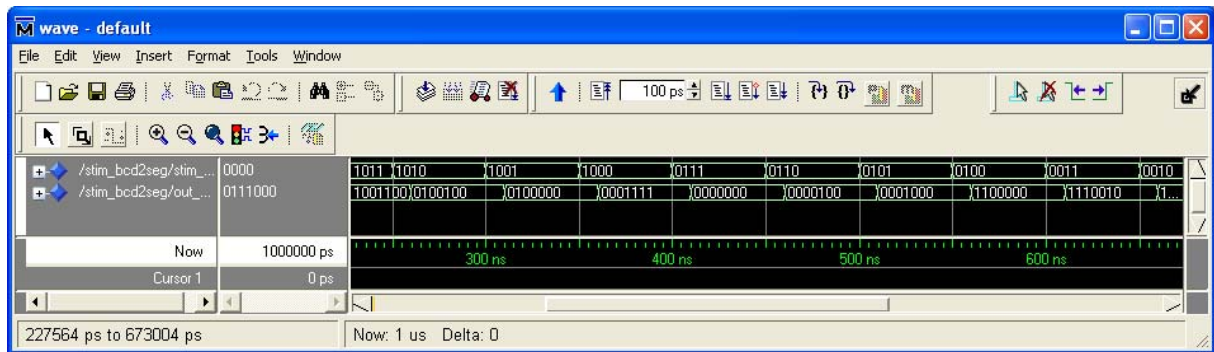 wave - default
File Edit View Insert Format Tools Window
100 ps
/stim_bcd2seg/stim_... 0000 1011 1010 1001 1000 0111 0110 0101 0100 0011 0010
/stim_bcd2seg/out_... 0111000 1001100 0100100 0100000 0001111 0000000 0000100 0001000 1100000 1110010 1...
Now 1000000 ps 300 ns 400 ns 500 ns 600 ns
Cursor 1 0 ps
227564 ps to 673004 ps Now: 1 us Delta: 0